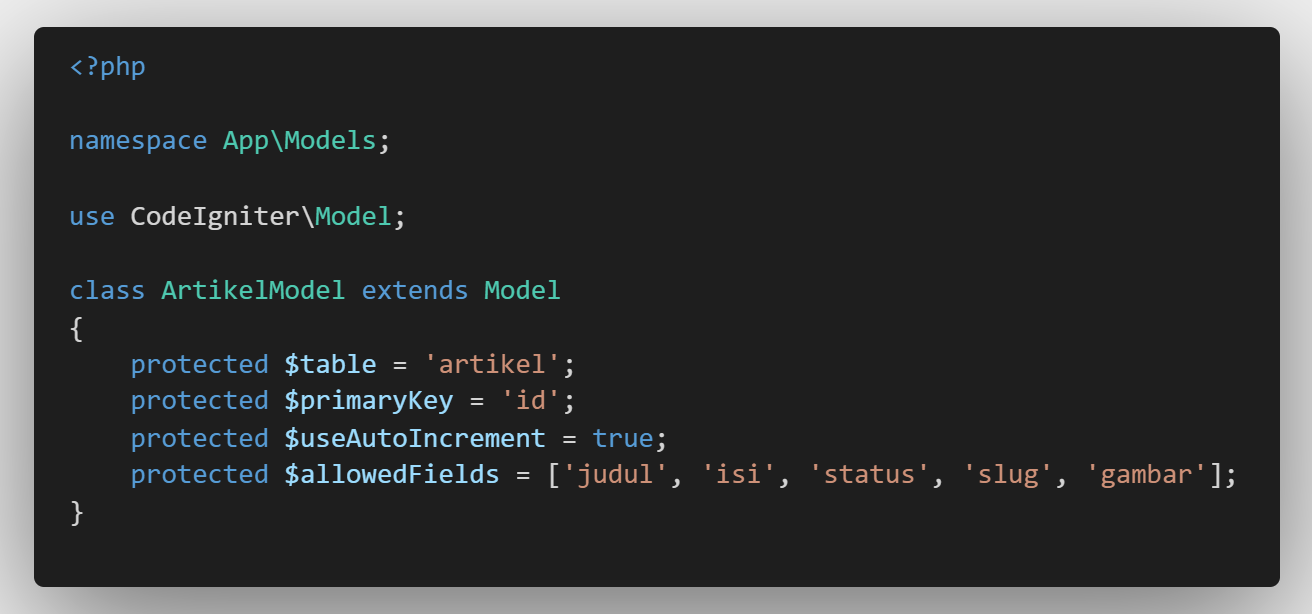 <?php
namespace App\Models;
use CodeIgniter\Model;
class ArtikelModel extends Model
{
    protected $table = 'artikel';
    protected $primaryKey = 'id';
    protected $useAutoIncrement = true;
    protected $allowedFields = ['judul', 'isi', 'status', 'slug', 'gambar'];
}